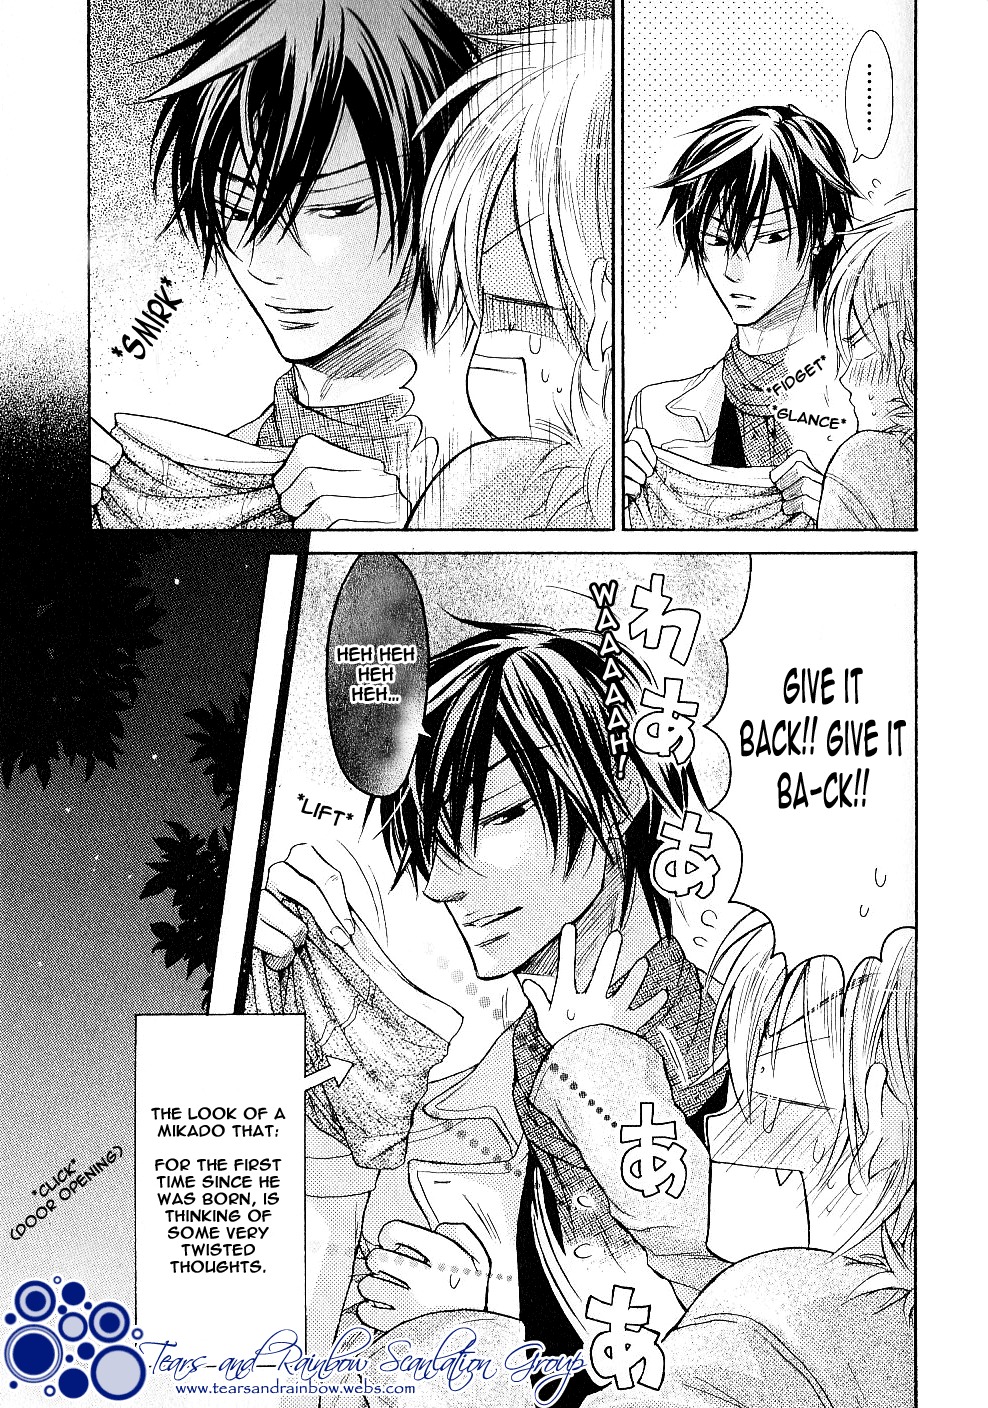 ………
*FIDGET*
*GLANCE*
*SMIRK*
わあああああ
WAAAAAH!
GIVE IT
BACK!! GIVE IT
BA-CK!!
HEH HEH
HEH
HEH...
*LIFT*
THE LOOK OF A
MIKADO THAT:
FOR THE FIRST
TIME SINCE HE
WAS BORN, IS
THINKING OF
SOME VERY
TWISTED
THOUGHTS.
*CLICK*
(DOOR OPENING)
Tears-and-Rainbow Scanlation Group
www.tearsandrainbow.webs.com